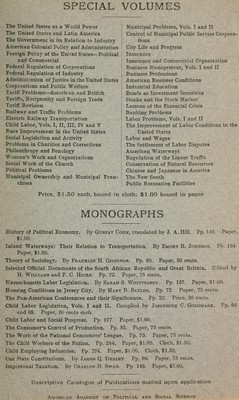 SPECIAL VOLUMES
The United States as a World Power
The United States and Latin America
The Government in its Relation to Industry
American Colonial Policy and Administration
Foreign Policy of the United States—Political and Commercial
Federal Regulation of Corporations
Federal Regulation of Industry
Administration of Justice in the United States
Corporations and Public Welfare
Tariff Problems—American and British
Tariffs, Reciprocity and Foreign Trade
Tariff Revision
Railway and Traffic Problems
Electric Railway Transportation
Child Labor, Vols. I, II, III, IV and V
Race Improvement in the United States
Social Legislation and Activity
Problems in Charities and Corrections
Philanthropy and Penology
Woman's Work and Organizations
Social Work of the Church
Political Problems
Municipal Ownership and Municipal Franchises
Municipal Problems, Vols. I and II
Control of Municipal Public Service Corporations
City Life and Progress
Insurance
Insurance and Commercial Organization
Business Management, Vols. I and II
Business Professions
American Business Conditions
Industrial Education
Bonds as Investment Securities
Stocks and the Stock Market
Lessons of the Financial Crisis
Banking Problems
Labor Problems, Vols. I and II
The Improvement of Labor Conditions in the United States
Labor and Wages
The Settlement of Labor Disputes
American Waterways
Regulation of the Liquor Traffic
Conservation of Natural Resources
Chinese and Japanese in America
The New South
Public Recreation Facilities
Price, $1.50 each, bound in cloth; $1.00 bound in paper
MONOGRAPHS
History of Political Economy. By Gustav Cohn, translated by J. A. Hill. Pp. 142. Paper, $1.00.
Inland Waterways: Their Relation to Transportation. By Emory R. Johnson. Pp. 164. Paper, $1.00.
Theory of Sociology. By Franklin H. Giddings. Pp. 80. Paper, 50 cents.
Selected Official Documents of the South African Republic and Great Britain. Edited by H. Williams and F. C. Hicks. Pp. 72. Paper, 75 cents.
Massachusetts Labor Legislation. By Sarah S. Whittelsey. Pp. 157. Paper, $1.00.
Housing Conditions in Jersey City. By Mary B. Sayles. Pp. 72. Paper, 75 cents.
The Pan-American Conferences and their Significance. Pp. 22. Price, 50 cents.
Child Labor Legislation, Vols. I and II. Compiled by Josephine C. Goldmark. Pp. 64 and 68. Paper, 50 cents each.
Child Labor and Social Progress. Pp. 177. Paper, $1.00.
The Consumer's Control of Production. Pp. 83. Paper, 75 cents.
The Work of the National Consumers' League. Pp. 75. Paper, 75 cents.
The Child Workers of the Nation. Pp. 244. Paper, $1.00. Cloth, $1.50.
Child Employing Industries. Pp. 274. Paper, $1.00. Cloth, $1.50.
Our State Constitutions. By James Q. Dealey. Pp. 98. Paper, 75 cents.
Impersonal Taxation. By Charles B. Swan. Pp. 149. Paper, $1.00.
Descriptive Catalogue of Publications mailed upon application
American Academy of Political and Social Science